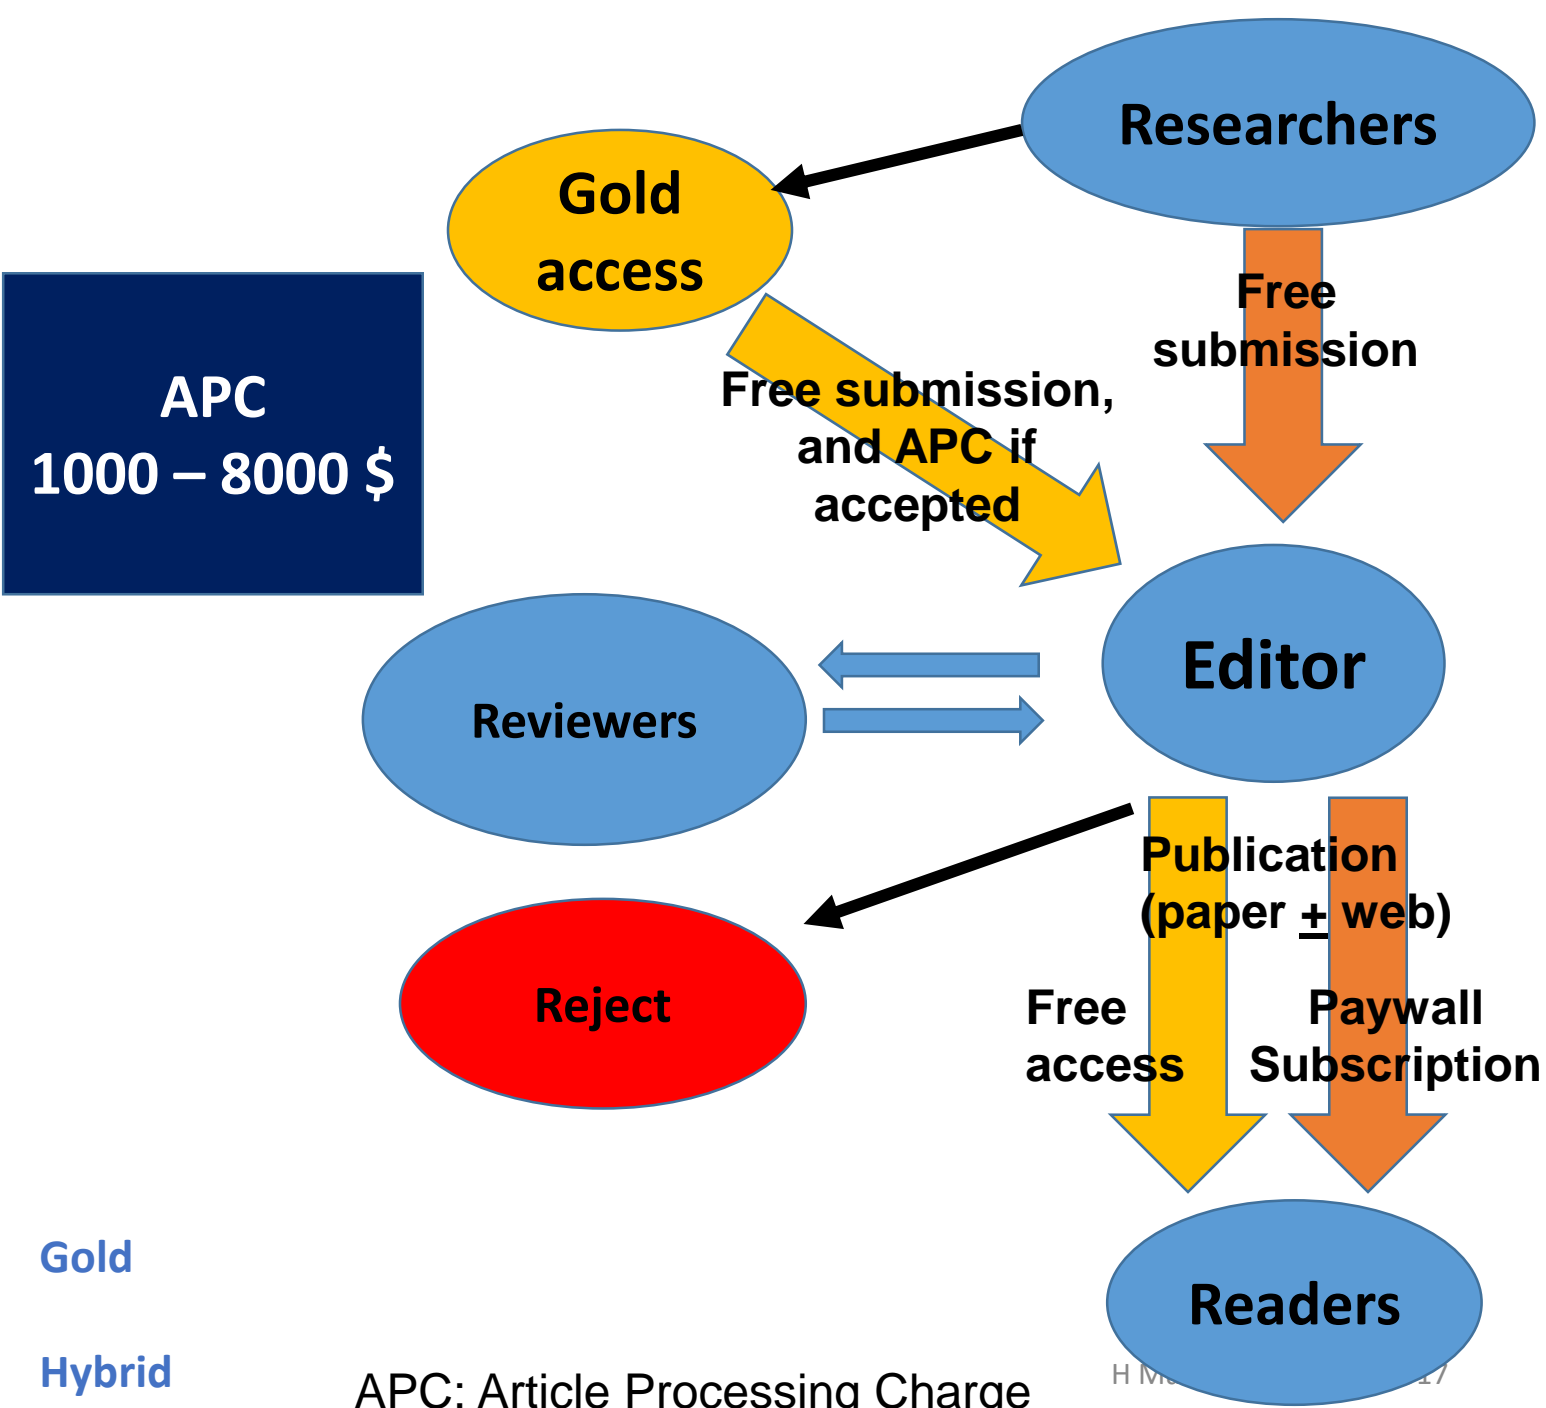 Researchers
Gold
access
Free
submission
APC
1000 – 8000 $
Free submission,
and APC if
accepted
Editor
Reviewers
Publication
(paper + web)
Reject
Free
access
Paywall
Subscription
Gold
Readers
Hybrid
APC: Article Processing Charge
H